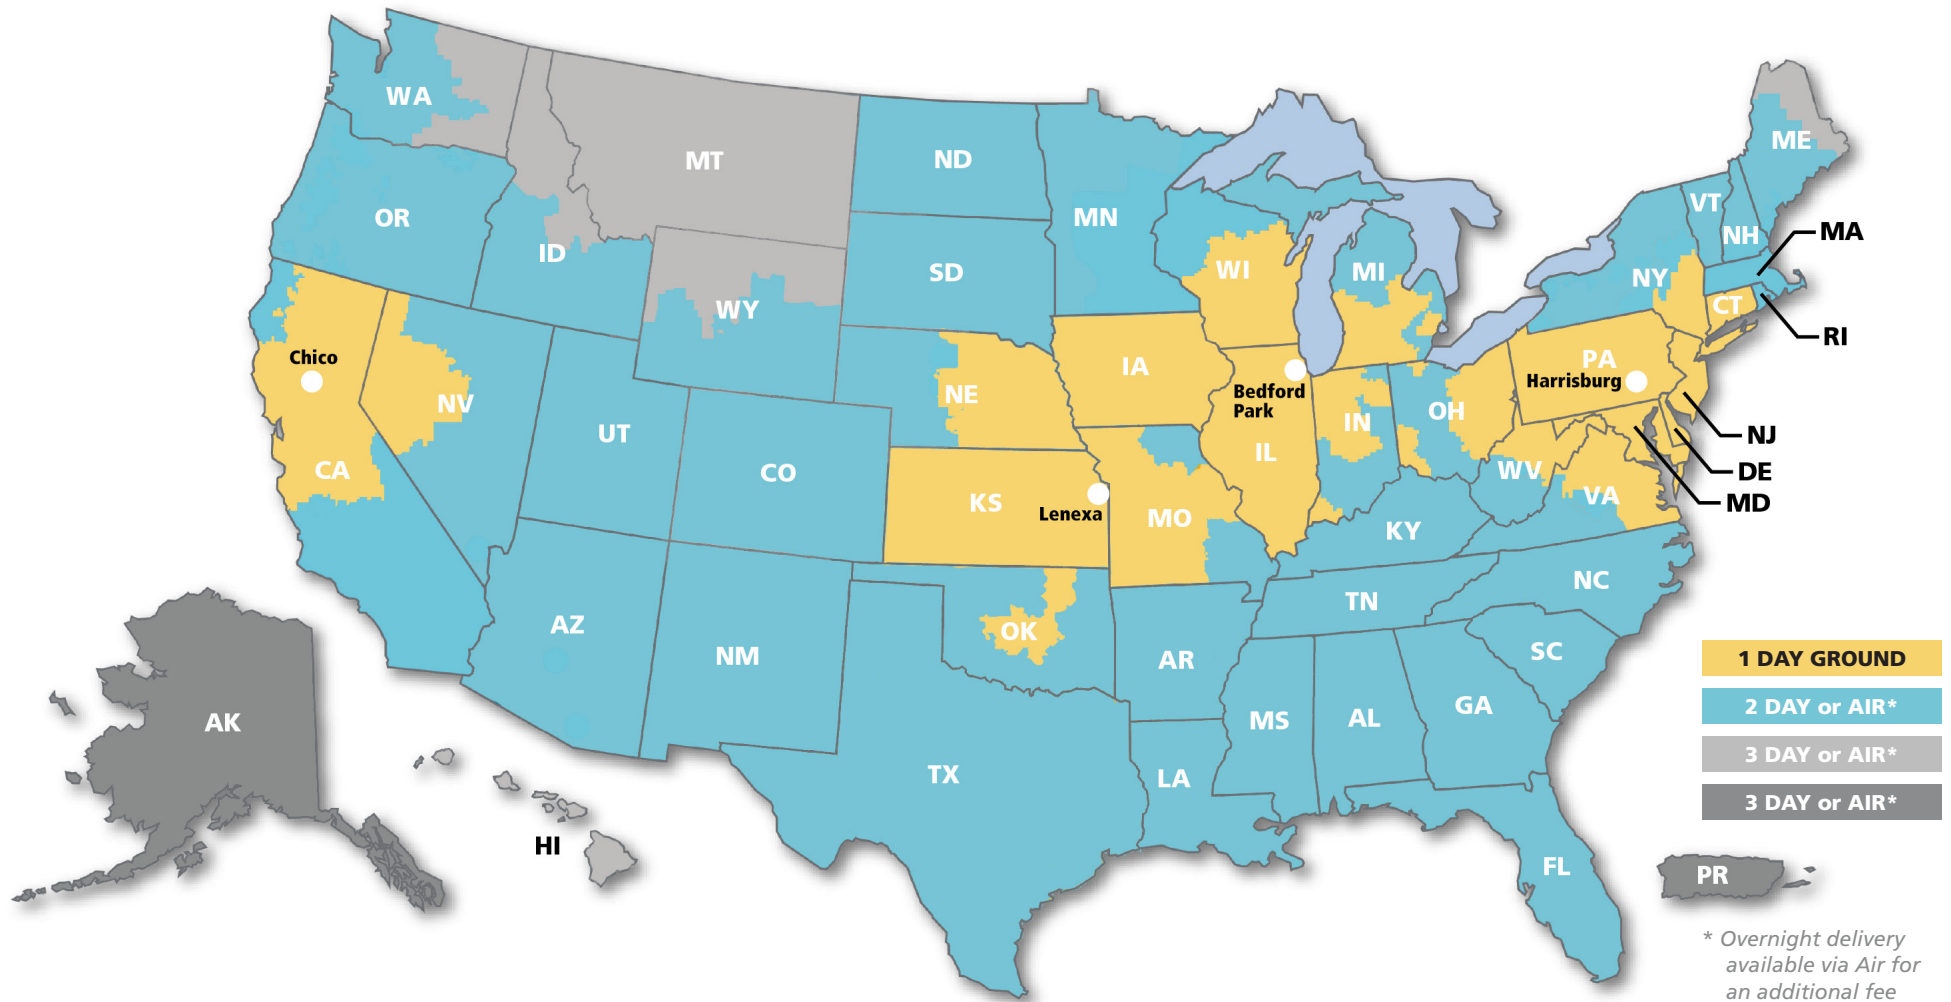 WA
MT
ND
MN
ME
VT
NH
MA
OR
ID
SD
WI
MI
NY
CT
RI
WY
Chico
NV
NE
IA
Bedford
Park
IN
OH
PA
Harrisburg
NJ
DE
MD
UT
CO
CA
KS
Lenexa
MO
IL
WV
VA
KY
NC
TN
AZ
NM
OK
AR
SC
MS
AL
GA
TX
LA
FL
AK
HI
1 DAY GROUND
2 DAY or AIR*
3 DAY or AIR*
3 DAY or AIR*
PR
* Overnight delivery
available via Air for
an additional fee